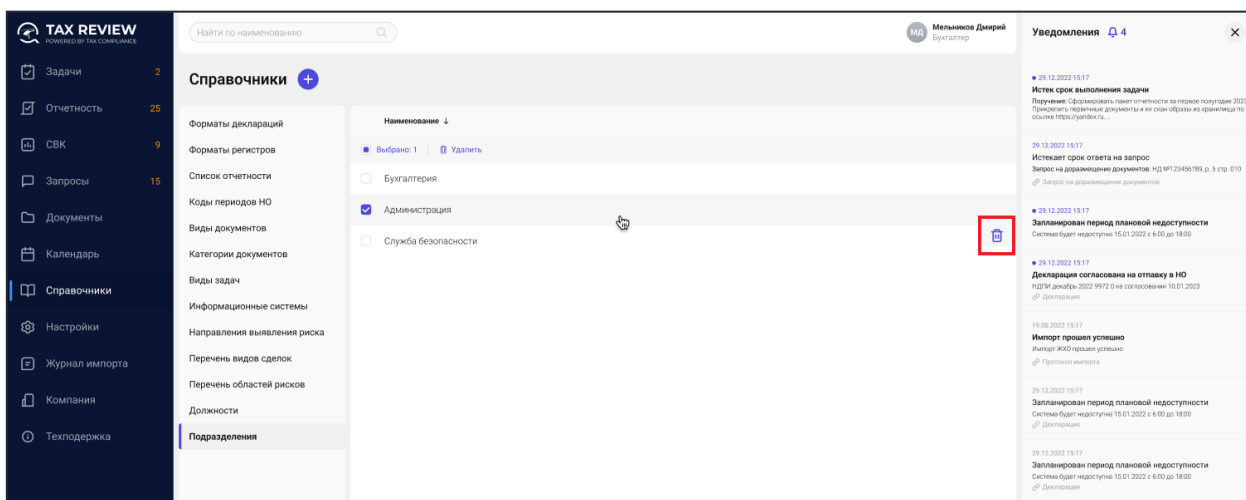 TAX REVIEW
POWERED BY TAX COMPLIANCE
Задачи 2
Отчетность 25
СВК 9
Запросы 15
Документы
Календарь
Справочники
Настройки
Журнал импорта
Компания
Техподержка
Найти по наименованию
МД
Мельников Дмирий
Бухгалтер
Справочники
Форматы деклараций
Форматы регистров
Список отчетности
Коды периодов НО
Виды документов
Категории документов
Виды задач
Информационные системы
Направления выявления риска
Перечень видов сделок
Перечень областей рисков
Должности
Подразделения
Наименование ↓
Выбрано: 1 Удалить
Бухгалтерия
Администрация
Служба безопасности
Уведомления 4
29.12.2022 15:17
Истек срок выполнения задачи
Поручение: Сформировать пакет отчетности за первое полугодие 2023
Прикрепить первичные документы и их скан образы из хранилища по
ссылке https://yandex.ru...
29.12.2022 15:17
Истекает срок ответа на запрос
Запрос на доразмещение документов: НД №123456789, р. 5 стр. 010
Запрос на доразмещение документов
29.12.2022 15:17
Запланирован период плановой недоступности
Система будет недоступна 15.01.2022 с 6:00 до 18:00
29.12.2022 15:17
Декларация согласована на отпавку в НО
НДПИ декабрь 2022 9972 0 на согласовании 10.01.2023
Декларация
19.08.2022 15:17
Импорт прошел успешно
Импорт ЖХО прошел успешно
Протокол импорта
29.12.2022 15:17
Запланирован период плановой недоступности
Система будет недоступна 15.01.2022 с 6:00 до 18:00
Декларация
29.12.2022 15:17
Запланирован период плановой недоступности
Система будет недоступна 15.01.2022 с 6:00 до 18:00
Декларация